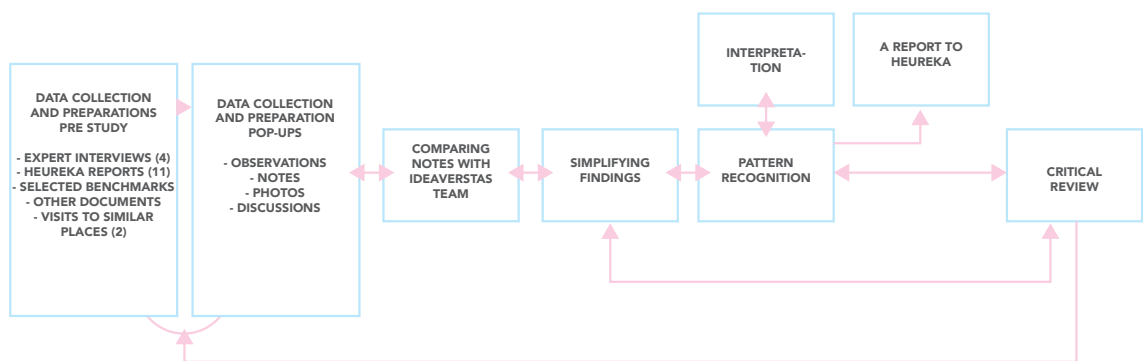 DATA COLLECTION
AND PREPARATIONS
PRE STUDY
- EXPERT INTERVIEWS (4)
- HEUREKA REPORTS (11)
- SELECTED BENCHMARKS
- OTHER DOCUMENTS
- VISITS TO SIMILAR
PLACES (2)
DATA COLLECTION
AND PREPARATION
POP-UPS
- OBSERVATIONS
- NOTES
- PHOTOS
- DISCUSSIONS
COMPARING
NOTES WITH
IDEAVERSTAS
TEAM
SIMPLIFYING
FINDINGS
INTERPRETA-
TION
PATTERN
RECOGNITION
A REPORT TO
HEUREKA
CRITICAL
REVIEW